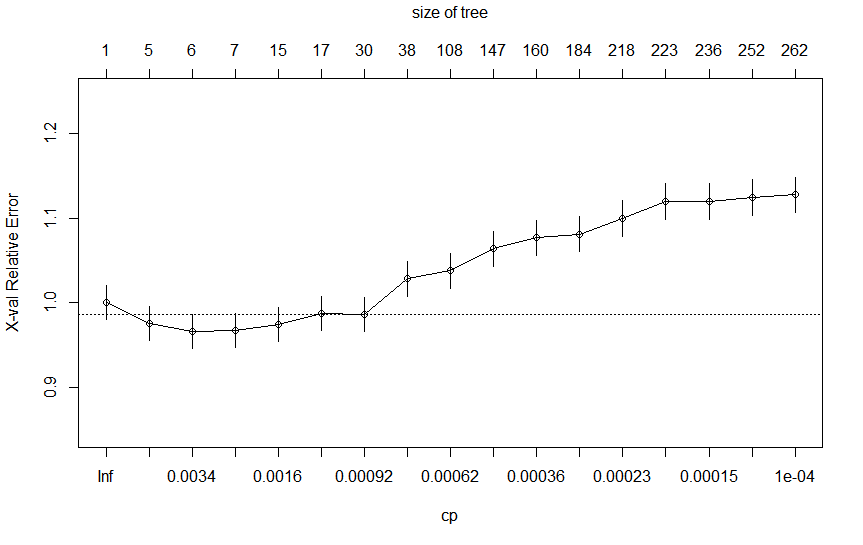 size of tree
1 5 6 7 15 17 30 38 108 147 160 184 218 223 236 252 262
X-val Relative Error
1.2
1.1
1.0
0.9
Inf 0.0034 0.0016 0.00092 0.00062 0.00036 0.00023 0.00015 1e-04
cp